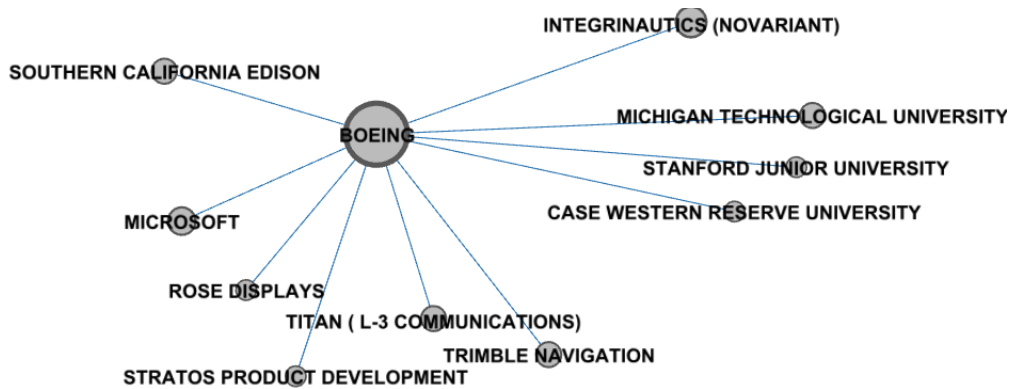 INTEGRINAUTICS (NOVARIANT)
SOUTHERN CALIFORNIA EDISON
MICHIGAN TECHNOLOGICAL UNIVERSITY
BOEING
STANFORD JUNIOR UNIVERSITY
CASE WESTERN RESERVE UNIVERSITY
MICROSOFT
ROSE DISPLAYS
TITAN ( L-3 COMMUNICATIONS)
TRIMBLE NAVIGATION
STRATOS PRODUCT DEVELOPMENT